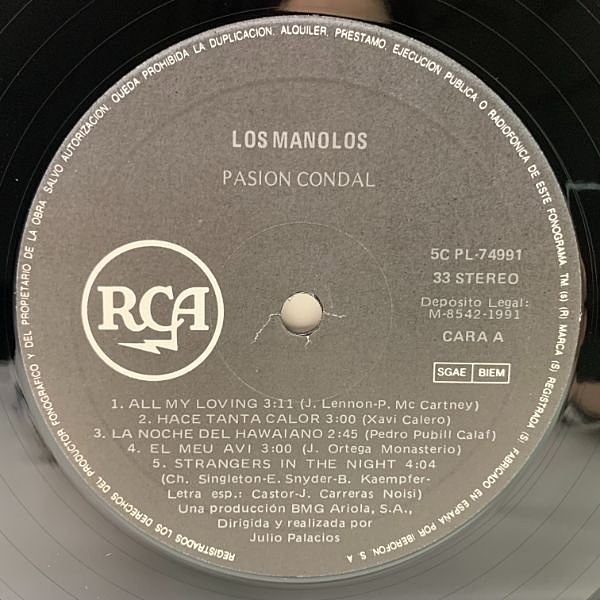 LOS MANOLOS
PASION CONDAL
5C PL-74991
33 STEREO
Depósito Legal:
M-8542-1991
CARA A
SGAE BIEM
RCA
1. ALL MY LOVING 3:11 (J. Lennon-P. Mc Cartney)
2. HACE TANTA CALOR 3:00 (Xavi Calero)
3. LA NOCHE DEL HAWAIANO 2:45 (Pedro Pubill Calaf)
4. EL MEU AVI 3:00 (J. Ortega Monasterio)
5. STRANGERS IN THE NIGHT 4:04
(Ch. Singleton-E. Snyder-B. Kaempfer-
Letra esp.: Castor-J. Carreras Noisi)
Una producción BMG Ariola, S.A.,
Dirigida y realizada por
Julio Palacios
REGISTRADOS LOS DERECHOS DEL PRODUCTOR FONOGRAFICO Y DEL PROPIETARIO DE LA OBRA. SALVO AUTORIZACION, QUEDA PROHIBIDA LA DUPLICACION, ALQUILER, PRESTAMO, EJECUCION PUBLICA O RADIOFONICA DE ESTE FONOGRAMA. TM (s) (R) MARCA (S) REGISTRADA (S) FABRICADO EN ESPAÑA POR IBEROFON, S. A.